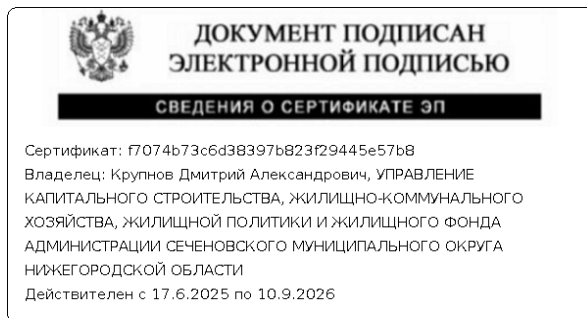 ДОКУМЕНТ ПОДПИСАН
ЭЛЕКТРОННОЙ ПОДПИСЬЮ
СВЕДЕНИЯ О СЕРТИФИКАТЕ ЭП
Сертификат: f7074b73c6d38397b823f29445e57b8
Владелец: Крупнов Дмитрий Александрович, УПРАВЛЕНИЕ
КАПИТАЛЬНОГО СТРОИТЕЛЬСТВА, ЖИЛИЩНО-КОММУНАЛЬНОГО
ХОЗЯЙСТВА, ЖИЛИЩНОЙ ПОЛИТИКИ И ЖИЛИЩНОГО ФОНДА
АДМИНИСТРАЦИИ СЕЧЕНОВСКОГО МУНИЦИПАЛЬНОГО ОКРУГА
НИЖЕГОРОДСКОЙ ОБЛАСТИ
Действителен с 17.6.2025 по 10.9.2026